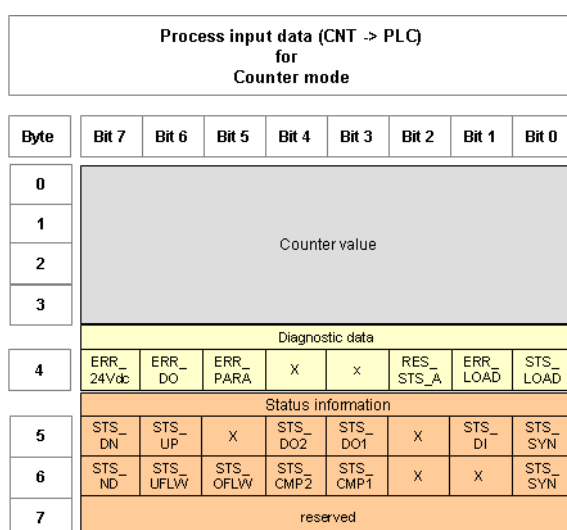 Process input data (CNT -> PLC)
for
Counter mode
Byte Bit 7 Bit 6 Bit 5 Bit 4 Bit 3 Bit 2 Bit 1 Bit 0
0
1
Counter value
2
3
Diagnostic data
4 ERR_ 24Vdc ERR_ DO ERR_ PARA X x RES_ STS_A ERR_ LOAD STS_ LOAD
Status information
5 STS_ DN STS_ UP X STS_ DO2 STS_ DO1 X STS_ DI STS_ SYN
6 STS_ ND STS_ UFLW STS_ OFLW STS_ CMP2 STS_ CMP1 X X STS_ SYN
7 reserved